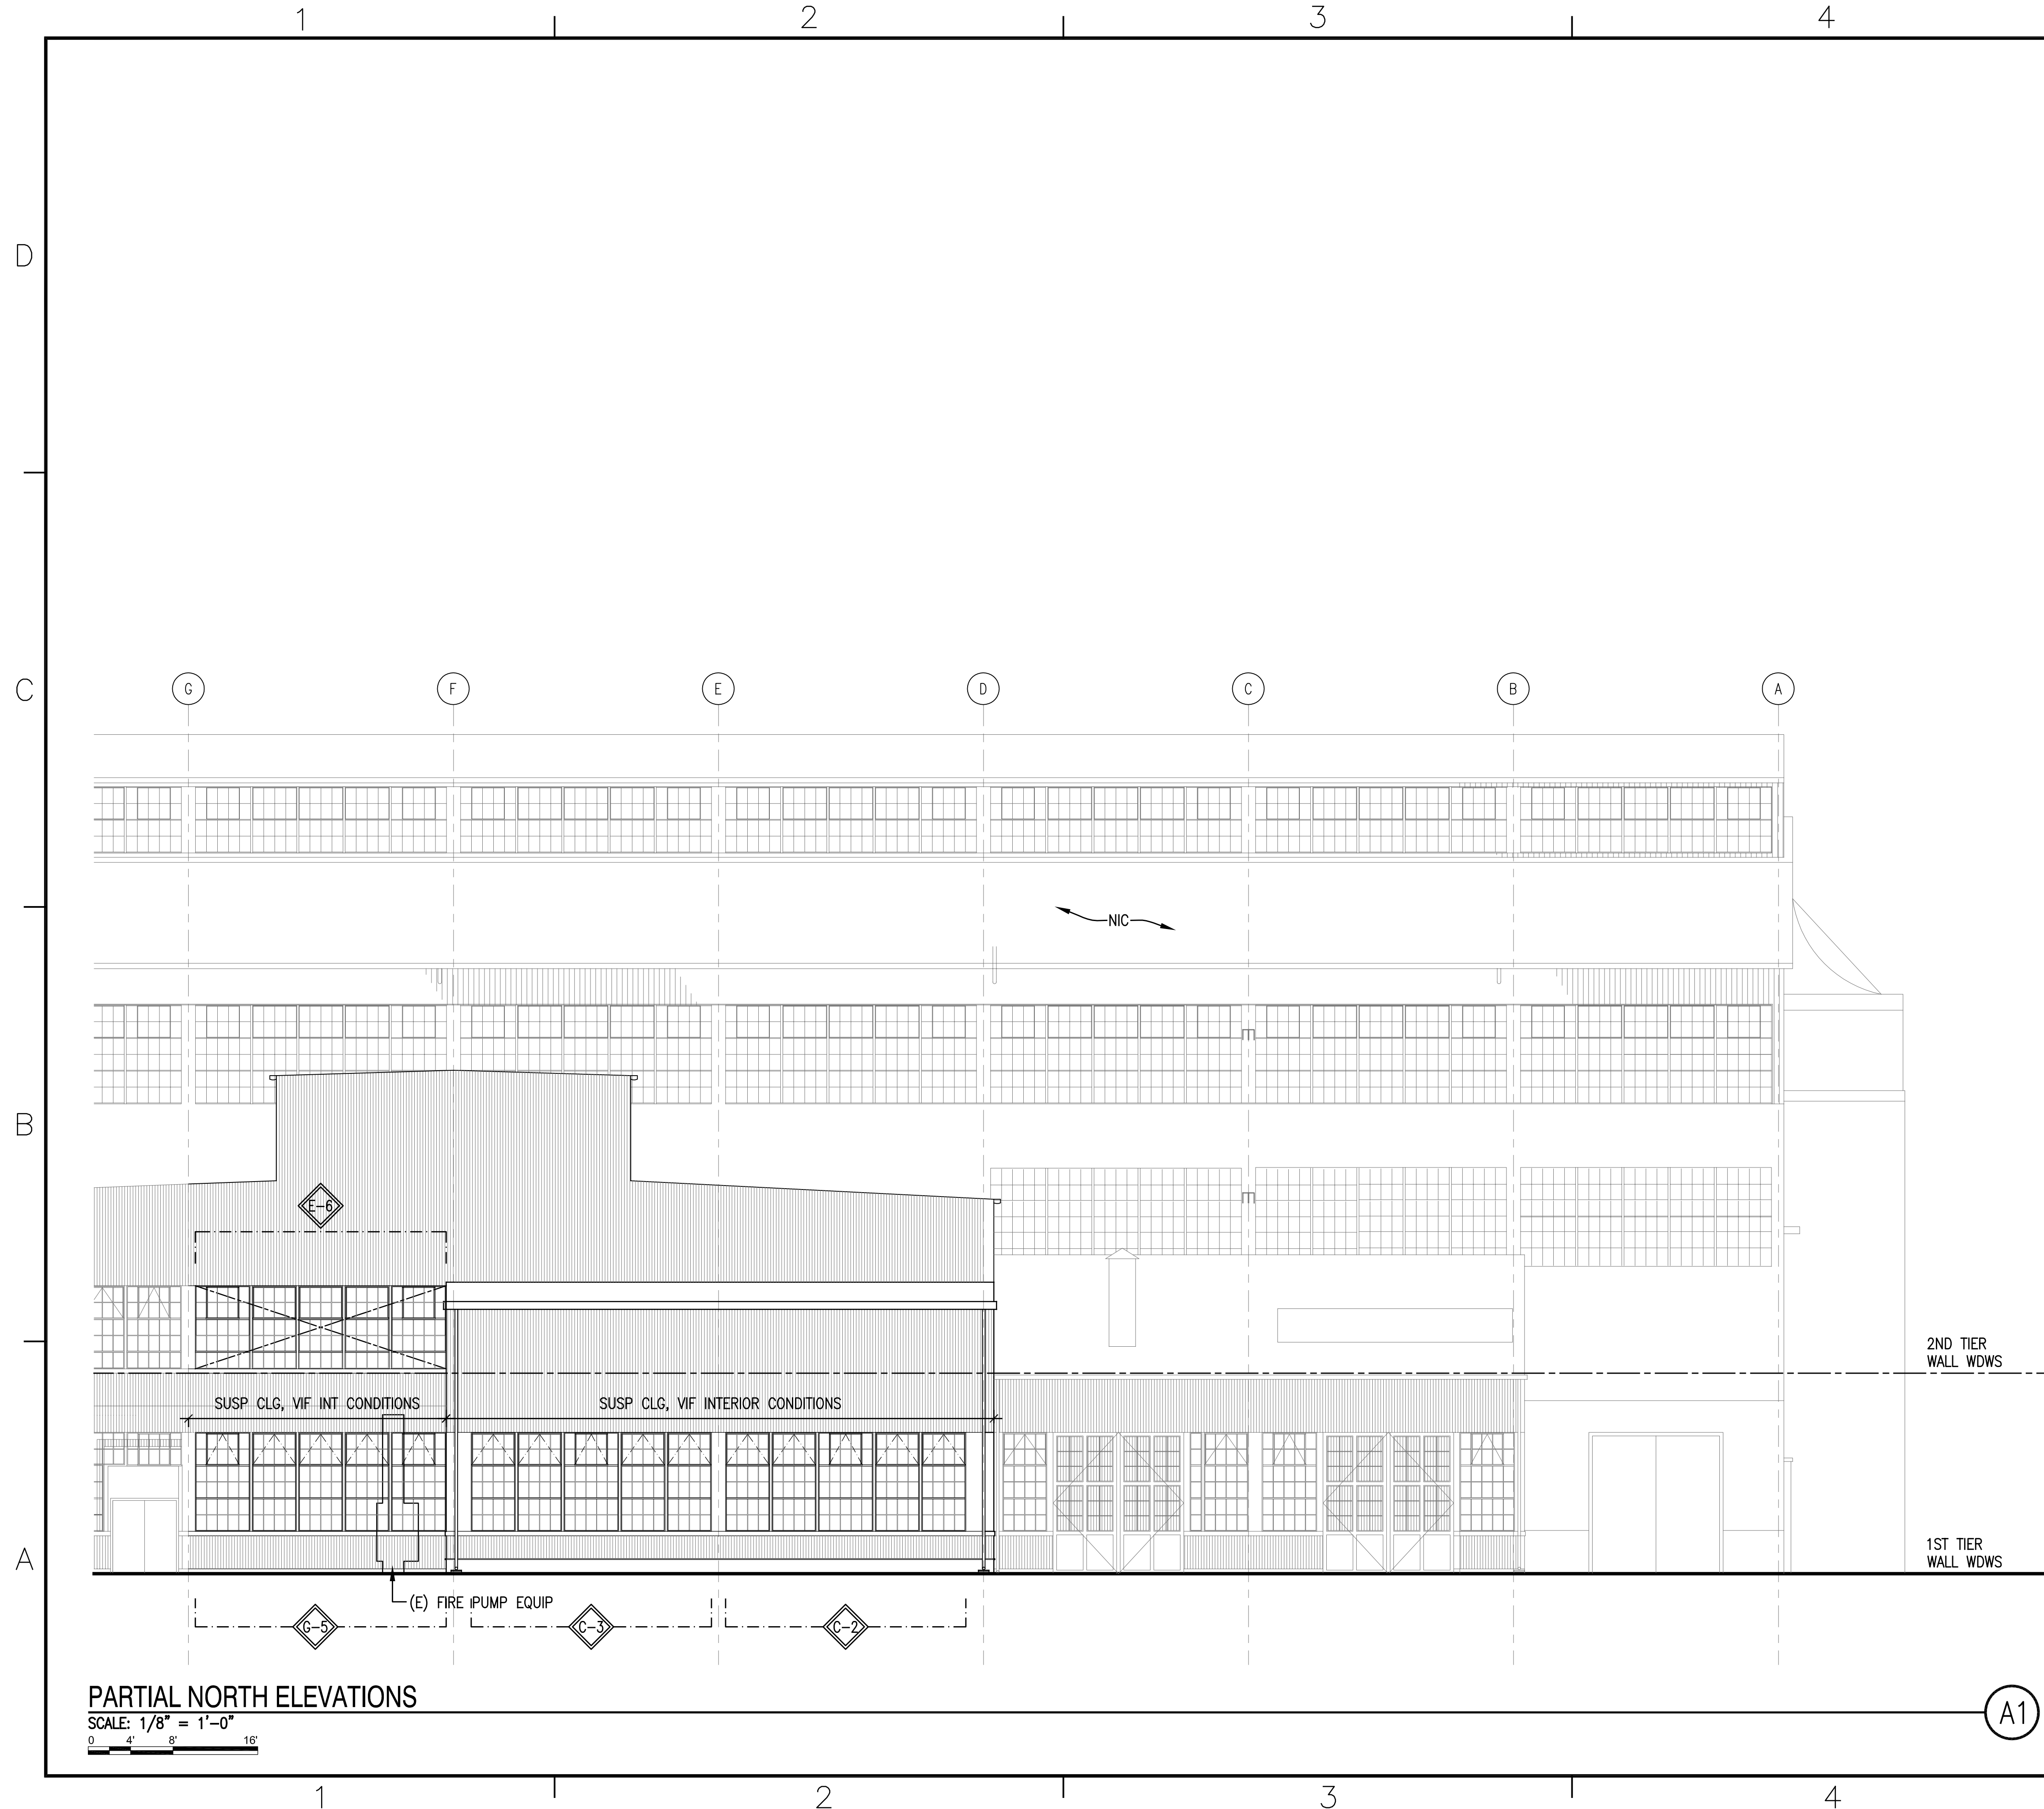 1 2 3 4
D
C
G F E D C B A
NIC
B
E-6
2ND TIER
WALL WDWS
SUSP CLG, VIF INT CONDITIONS SUSP CLG, VIF INTERIOR CONDITIONS
A
1ST TIER
WALL WDWS
(E) FIRE PUMP EQUIP
G-5 C-3 C-2
PARTIAL NORTH ELEVATIONS
A1
SCALE: 1/8" = 1'-0"
0 4' 8' 16'
1 2 3 4